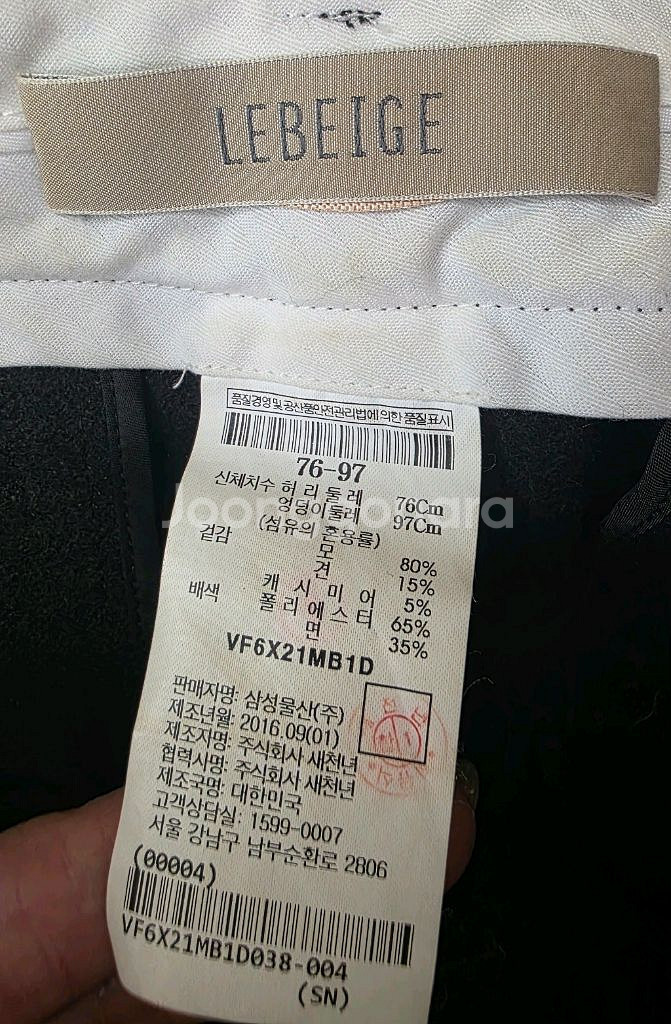 LEBEIGE
품질경영 및 공산품안전관리법에 의한 품질표시
76-97
신체치수 허리둘레 76Cm
엉덩이둘레 97Cm
(섬유의 혼용률)
겉감 모 80%
견 15%
캐시미어 5%
배색 폴리에스터 65%
면 35%
VF6X21MB1D
판매자명: 삼성물산(주)
제조년월: 2016.09(01)
제조자명: 주식회사 새천년
협력사명: 주식회사 새천년
제조국명: 대한민국
고객상담실: 1599-0007
서울 강남구 남부순환로 2806
(00004)
VF6X21MB1D038-004
(SN)